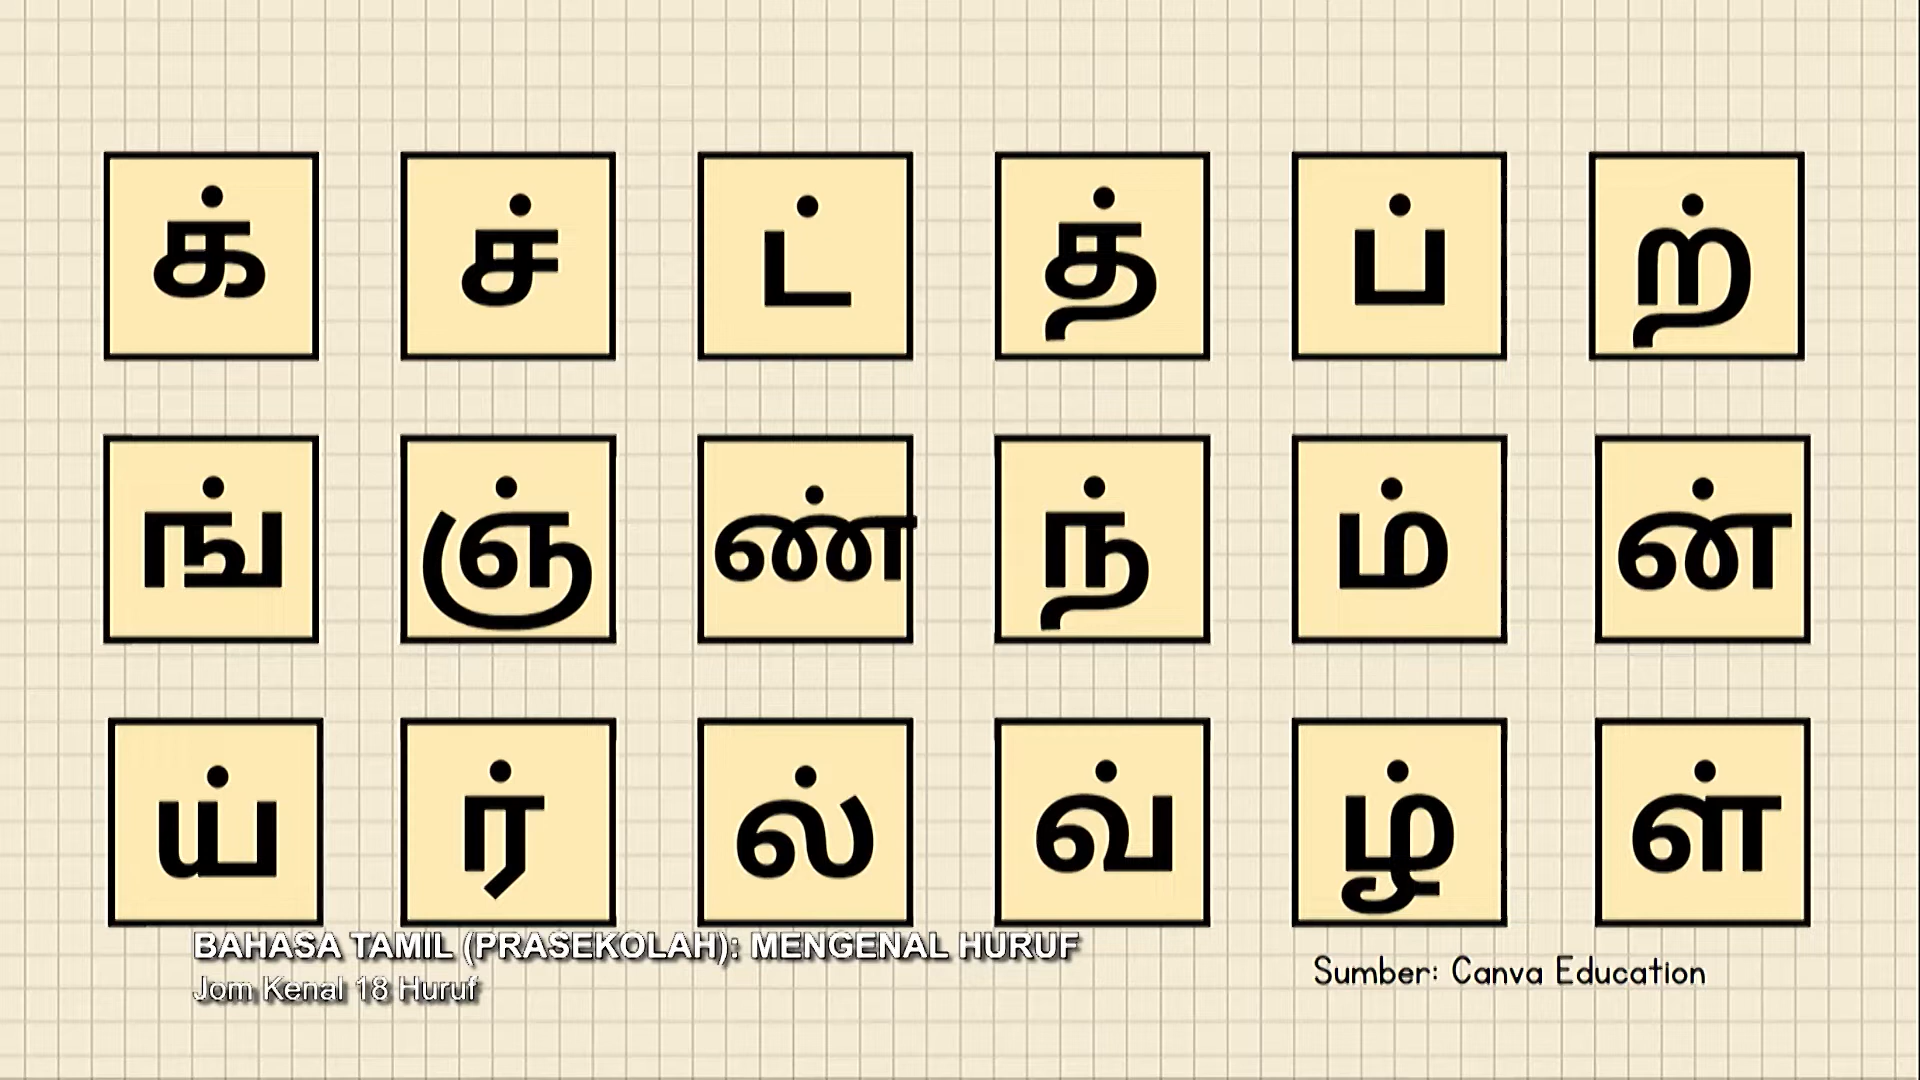 க் ச் ட் த் ப் ற்
ங் ஞ் ண் ந் ம் ன்
ய் ர் ல் வ் ழ் ள்
BAHASA TAMIL (PRASEKOLAH): MENGENAL HURUF
Jom Kenal 18 Huruf
Sumber: Canva Education